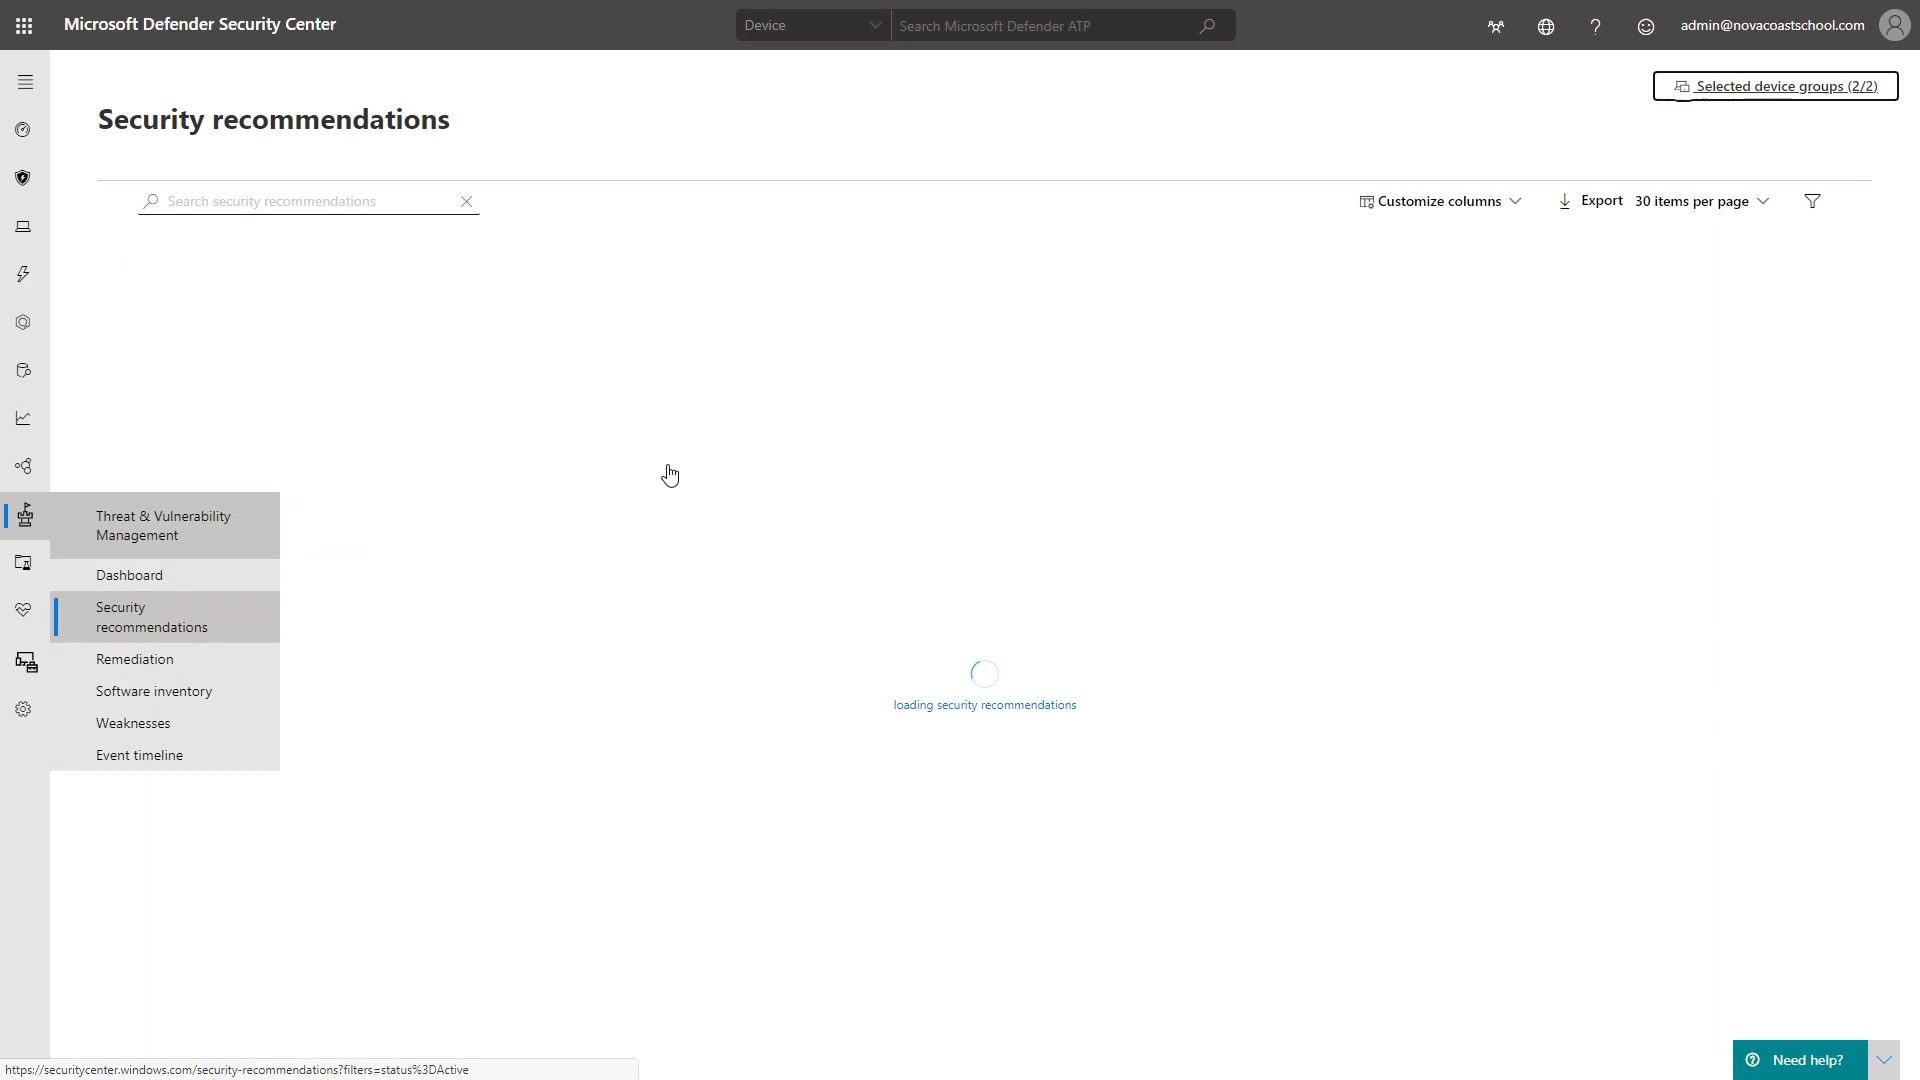 Microsoft Defender Security Center
Device
Search Microsoft Defender ATP
?
admin@novacoastschool.com
Selected device groups (2/2)
Security recommendations
Search security recommendations
Customize columns
Export
30 items per page
Threat & Vulnerability
Management
Dashboard
Security
recommendations
Remediation
Software inventory
Weaknesses
Event timeline
loading security recommendations
Need help?
https://securitycenter.windows.com/security-recommendations?filters=status%3DActive